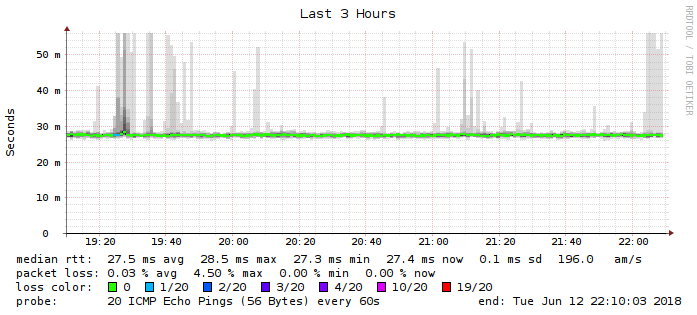 Last 3 Hours
RRDTOOL / TOBI OETIKER
Seconds
50 m
40 m
30 m
20 m
10 m
0
19:20 19:40 20:00 20:20 20:40 21:00 21:20 21:40 22:00
median rtt: 27.5 ms avg 28.5 ms max 27.3 ms min 27.4 ms now 0.1 ms sd 196.0 am/s
packet loss: 0.03 % avg 4.50 % max 0.00 % min 0.00 % now
loss color: 0 1/20 2/20 3/20 4/20 10/20 19/20
probe: 20 ICMP Echo Pings (56 Bytes) every 60s end: Tue Jun 12 22:10:03 2018